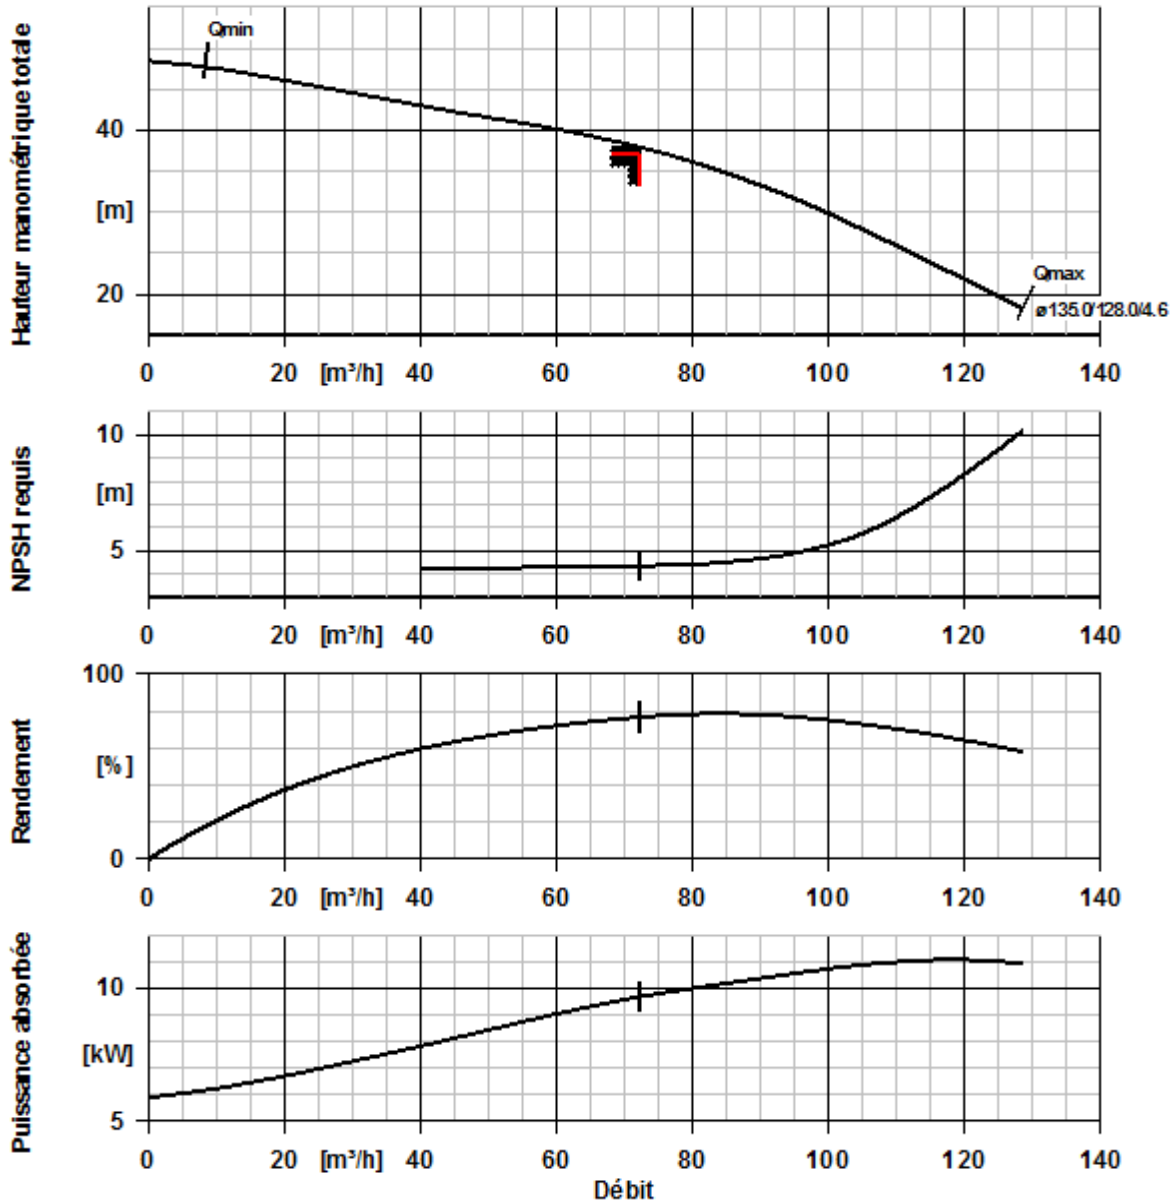 Hauteur manométrique totale
Qmin
40
[m]
20
Qmax
ø135.0/128.0/4.6
0 20 [m³/h] 40 60 80 100 120 140
NPSH requis
10
[m]
5
0 20 [m³/h] 40 60 80 100 120 140
Rendement
100
[%]
0
0 20 [m³/h] 40 60 80 100 120 140
Puissance absorbée
10
[kW]
5
0 20 [m³/h] 40 60 80 100 120 140
Débit